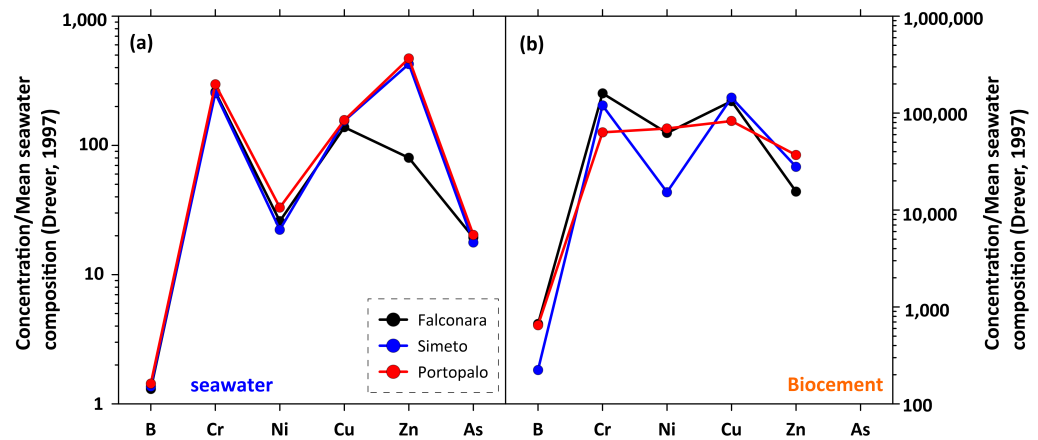 Concentration/Mean seawater
composition (Drever, 1997)
1,000
100
10
1
(a)
seawater
Falconara
Simeto
Portopalo
B Cr Ni Cu Zn As
(b)
Biocement
B Cr Ni Cu Zn As
1,000,000
100,000
10,000
1,000
100
Concentration/Mean seawater
composition (Drever, 1997)